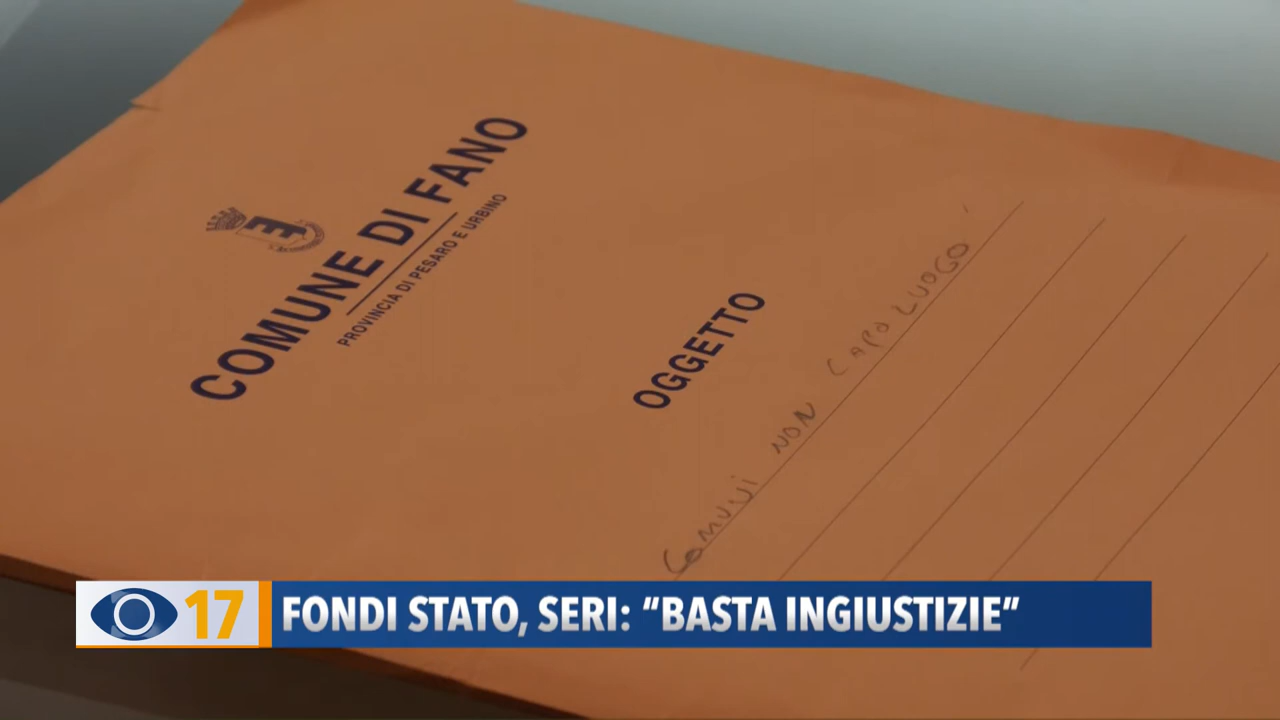 COMUNE DI FANO
PROVINCIA DI PESARO E URBINO
OGGETTO
COMUNI NON CAPOLUOGO
17
FONDI STATO, SERI: “BASTA INGIUSTIZIE”